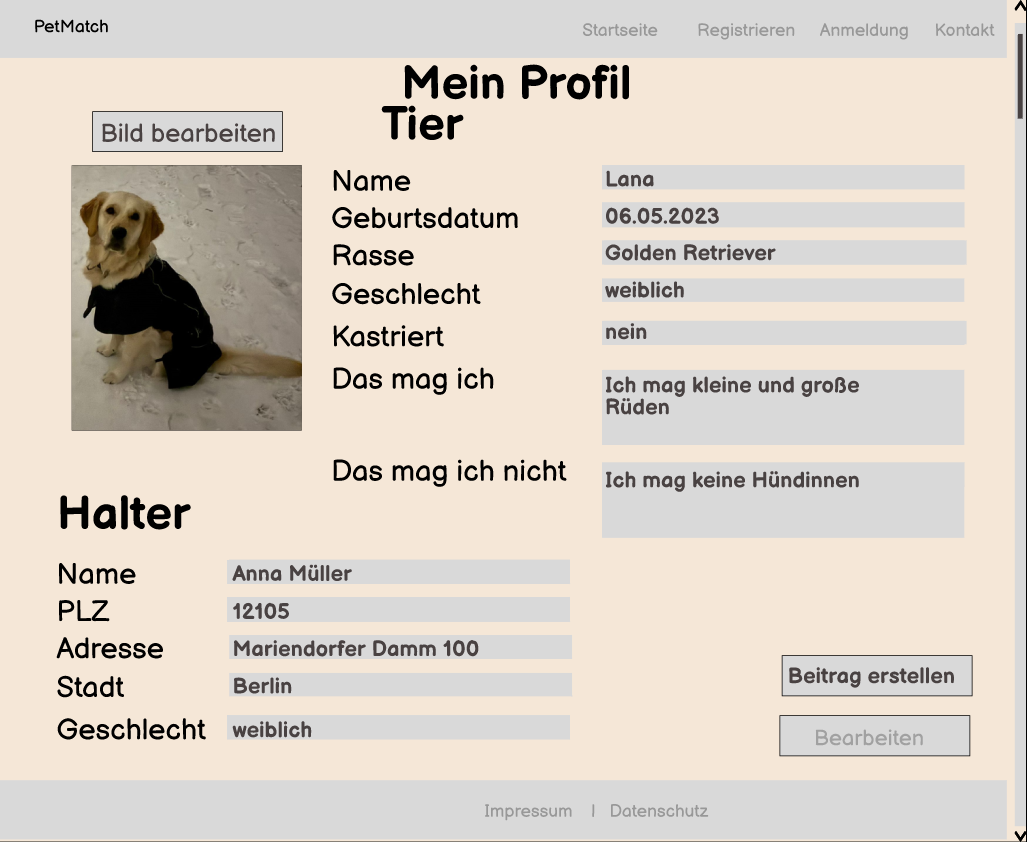 PetMatch
Startseite Registrieren Anmeldung Kontakt
Mein Profil
Tier
Bild bearbeiten
Name Lana
Geburtsdatum 06.05.2023
Rasse Golden Retriever
Geschlecht weiblich
Kastriert nein
Das mag ich Ich mag kleine und große
Rüden
Das mag ich nicht Ich mag keine Hündinnen
Halter
Name Anna Müller
PLZ 12105
Adresse Mariendorfer Damm 100
Stadt Berlin
Geschlecht weiblich
Beitrag erstellen
Bearbeiten
Impressum | Datenschutz